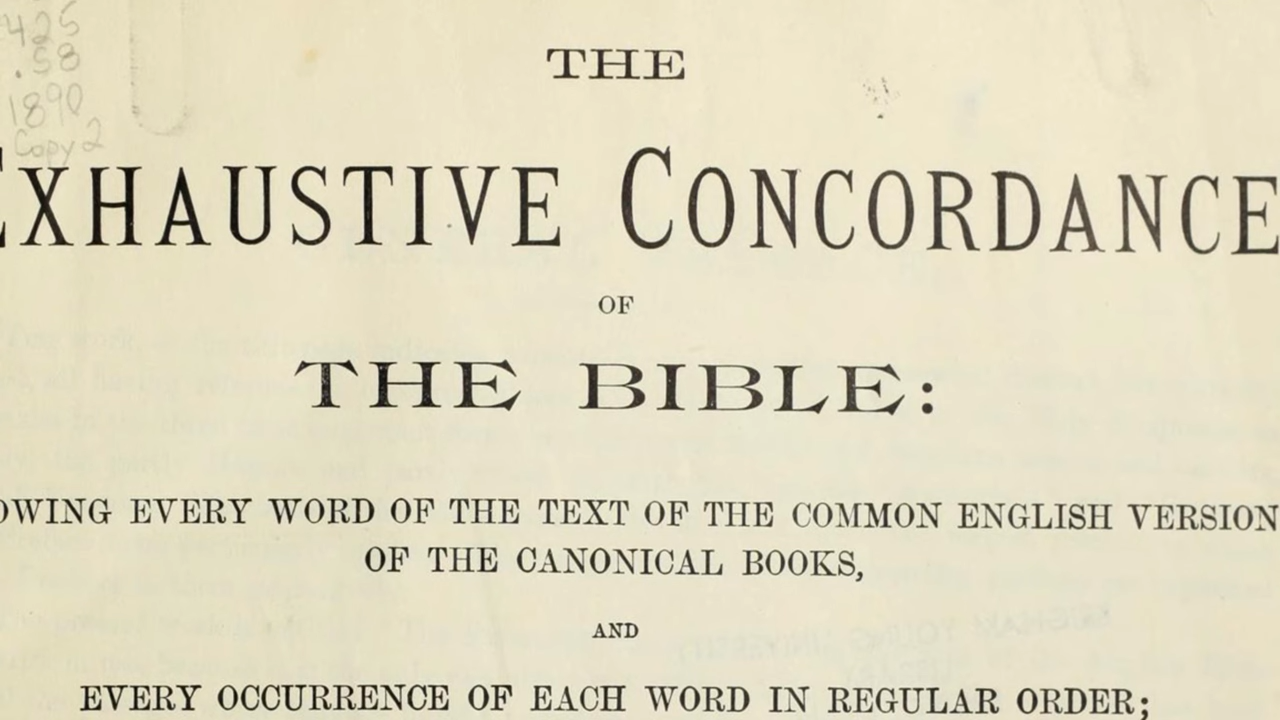 425
.58
1890
Copy 2
THE
EXHAUSTIVE CONCORDANCE
OF
THE BIBLE:
OWING EVERY WORD OF THE TEXT OF THE COMMON ENGLISH VERSION
OF THE CANONICAL BOOKS,
AND
EVERY OCCURRENCE OF EACH WORD IN REGULAR ORDER;